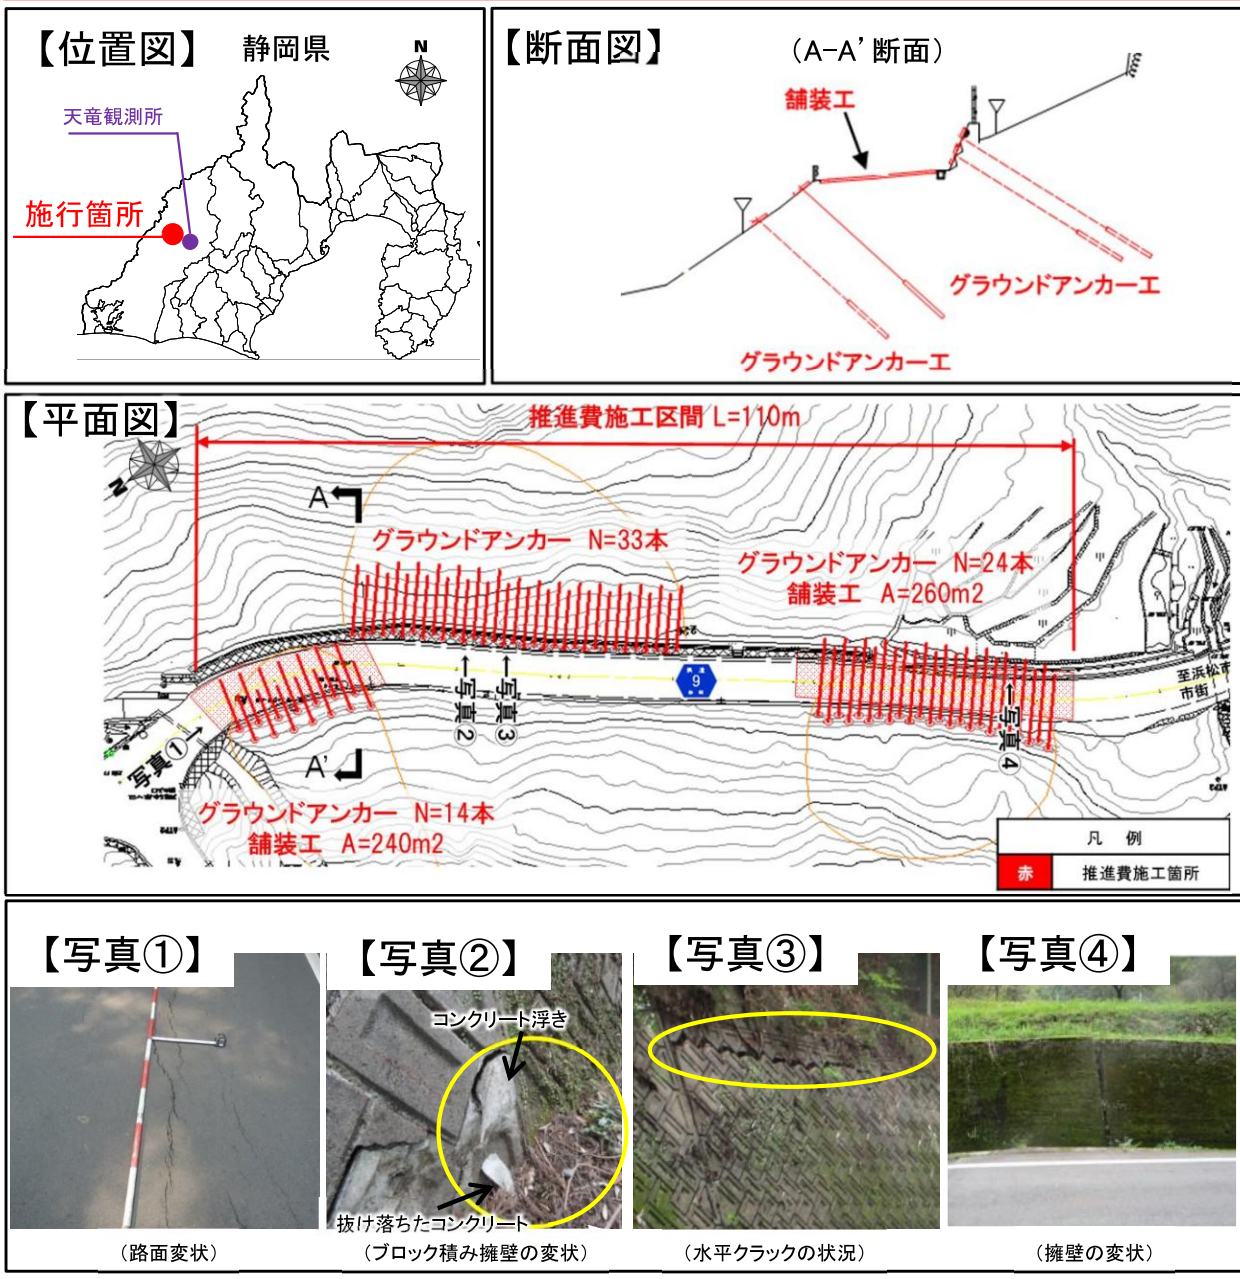 【位置図】 静岡県
N
天竜観測所
施行箇所
【断面図】 (A-A'断面)
舗装工
グラウンドアンカー工
グラウンドアンカー工
【平面図】
推進費施工区間 L=110m
N
A
グラウンドアンカー N=33本
グラウンドアンカー N=24本
舗装工 A=260m2
9
至浜松市
市街
←写真②
←写真③
←写真④
写真①→
A'
グラウンドアンカー N=14本
舗装工 A=240m2
凡 例
赤 推進費施工箇所
【写真①】
【写真②】
【写真③】
【写真④】
コンクリート浮き
抜け落ちたコンクリート
(路面変状)
(ブロック積み擁壁の変状)
(水平クラックの状況)
(擁壁の変状)